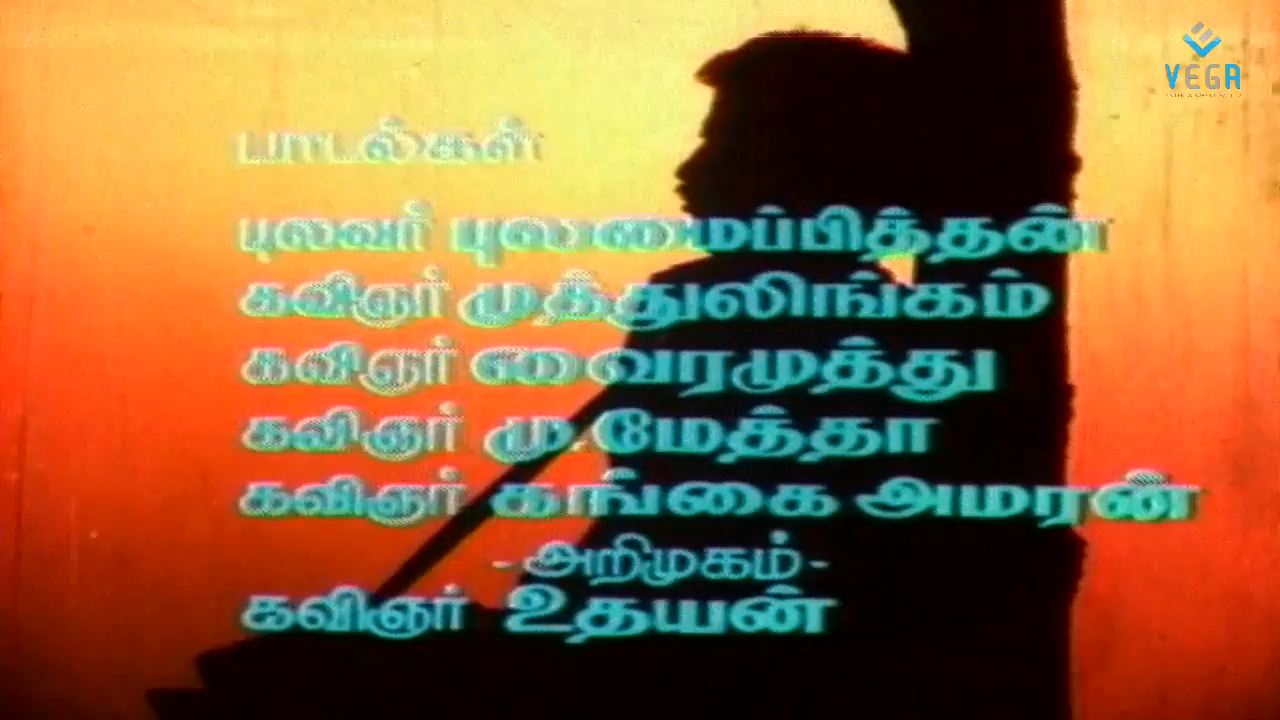 VEGA
பாடல்கள்
புலவர் புலமைப்பித்தன்
கவிஞர் முத்துலிங்கம்
கவிஞர் வைரமுத்து
கவிஞர் மு.மேத்தா
கவிஞர் கங்கை அமரன்
-அறிமுகம்-
கவிஞர் உதயன்